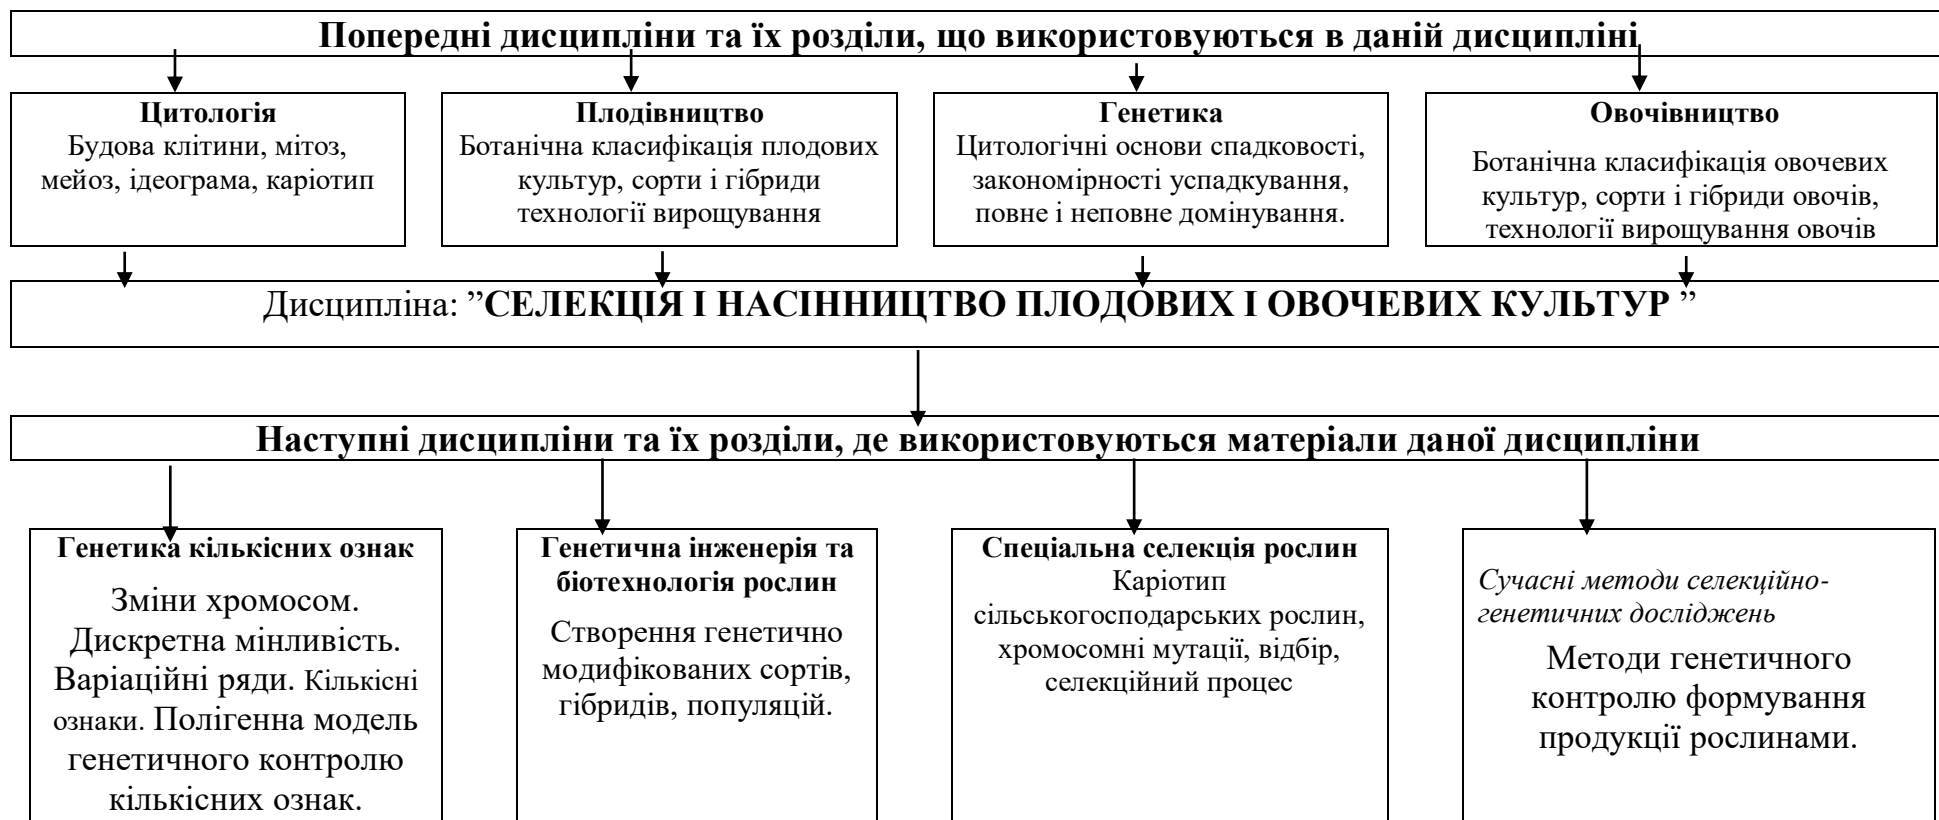 Попередні дисципліни та їх розділи, що використовуються в даній дисципліні
Цитологія
Будова клітини, мітоз,
мейоз, ідеограма, каріотип
Плодівництво
Ботанічна класифікація плодових
культур, сорти і гібриди
технології вирощування
Генетика
Цитологічні основи спадковості,
закономірності успадкування,
повне і неповне домінування.
Овочівництво
Ботанічна класифікація овочевих
культур, сорти і гібриди овочів,
технології вирощування овочів
Дисципліна: ”СЕЛЕКЦІЯ І НАСІННИЦТВО ПЛОДОВИХ І ОВОЧЕВИХ КУЛЬТУР ”
Наступні дисципліни та їх розділи, де використовуються матеріали даної дисципліни
Генетика кількісних ознак
Зміни хромосом.
Дискретна мінливість.
Варіаційні ряди. Кількісні
ознаки. Полігенна модель
генетичного контролю
кількісних ознак.
Генетична інженерія та
біотехнологія рослин
Створення генетично
модифікованих сортів,
гібридів, популяцій.
Спеціальна селекція рослин
Каріотип
сільськогосподарських рослин,
хромосомні мутації, відбір,
селекційний процес
Сучасні методи селекційно-
генетичних досліджень
Методи генетичного
контролю формування
продукції рослинами.